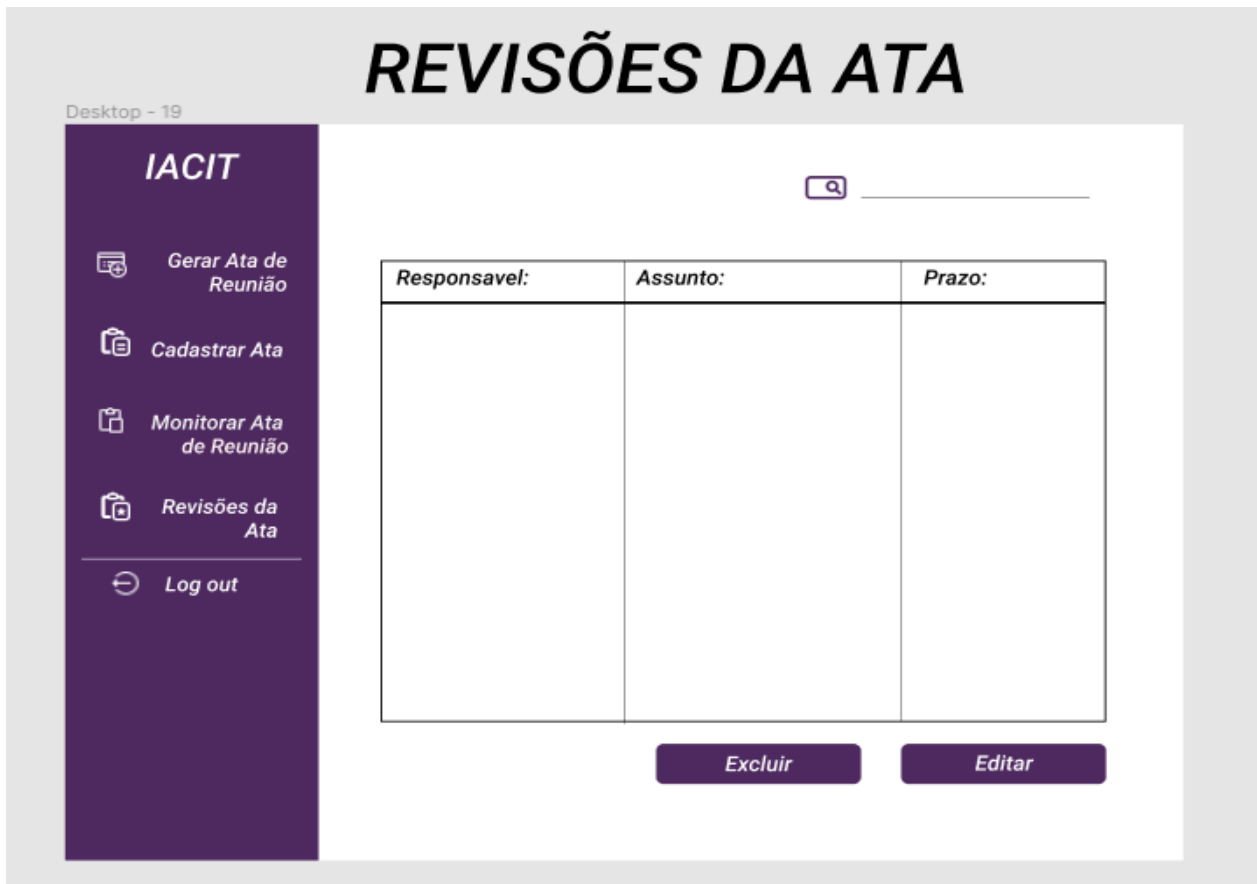 REVISÕES DA ATA
Desktop - 19
IACIT
Gerar Ata de
Reunião
Cadastrar Ata
Monitorar Ata
de Reunião
Revisões da
Ata
Log out
Responsavel:
Assunto:
Prazo:
Excluir
Editar